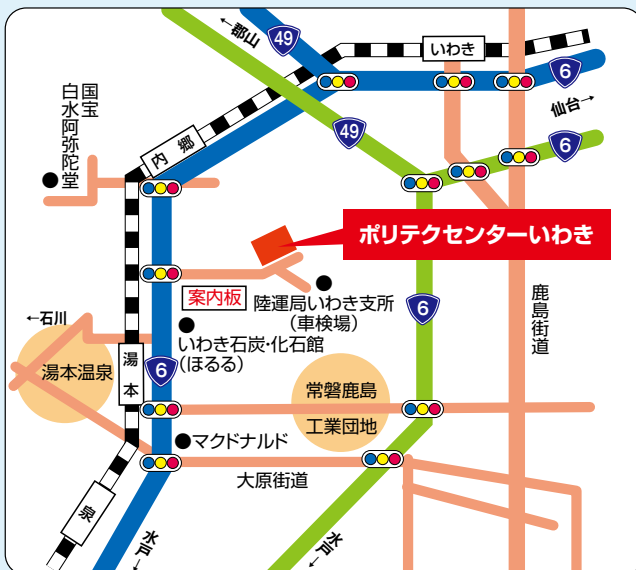 ←郡山
49
いわき
6
仙台→
国宝
白水阿弥陀堂
内郷
49
6
ポリテクセンターいわき
案内板
陸運局いわき支所
(車検場)
6
鹿島街道
←石川
湯本温泉
湯本
いわき石炭・化石館
(ほるる)
6
常磐鹿島
工業団地
マクドナルド
大原街道
泉
水戸→
水戸→